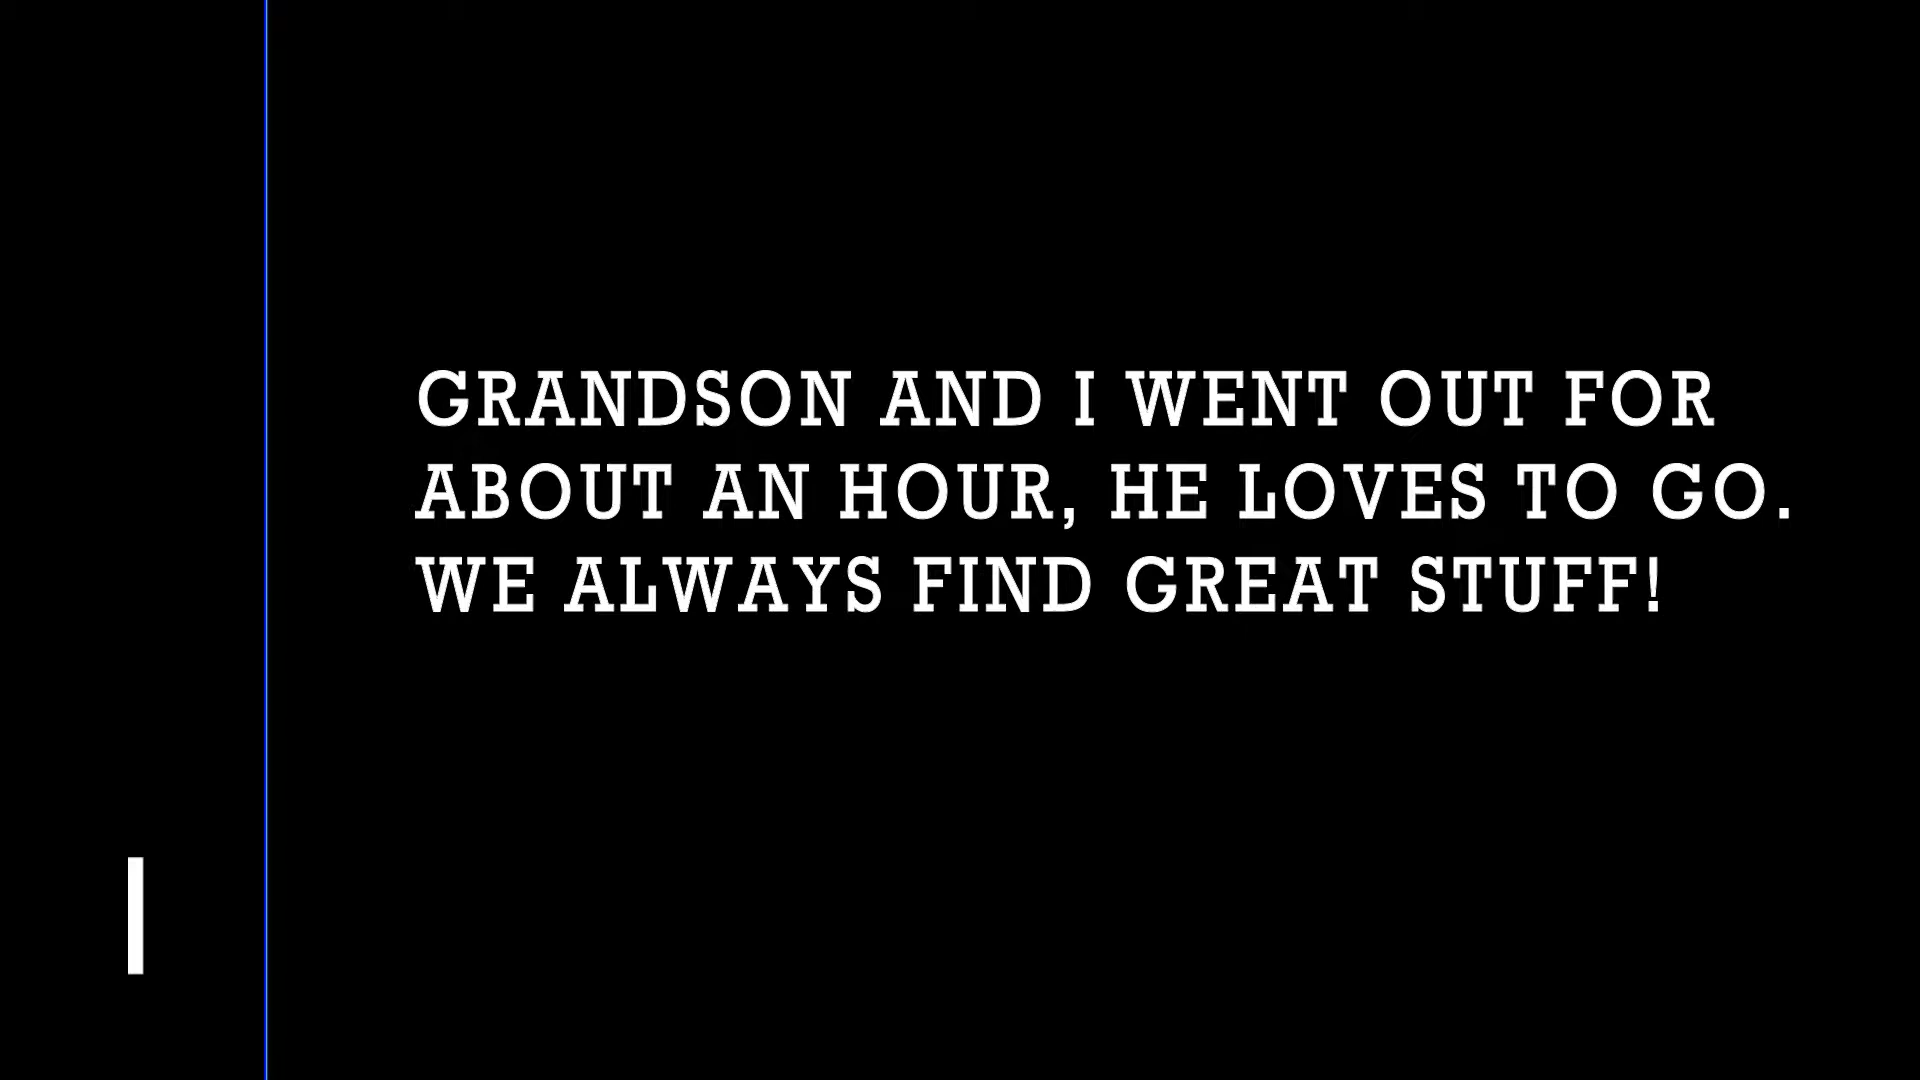 GRANDSON AND I WENT OUT FOR
ABOUT AN HOUR, HE LOVES TO GO.
WE ALWAYS FIND GREAT STUFF!